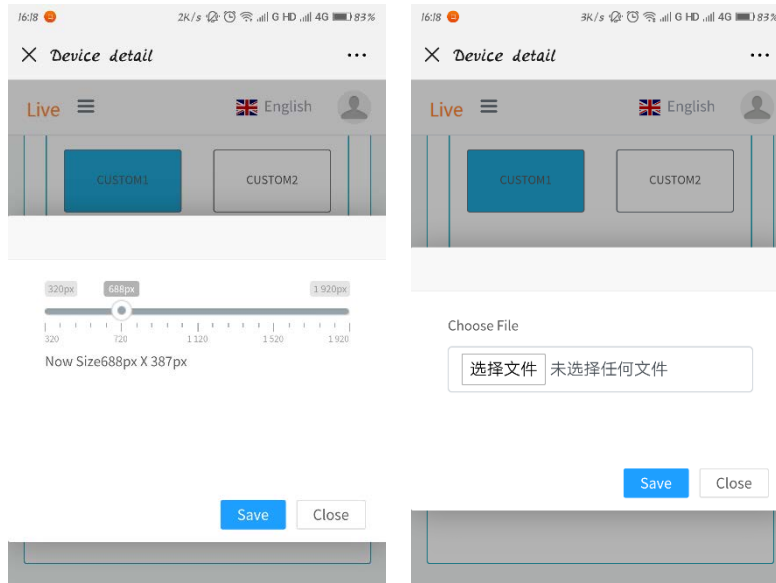 16:18 2K/s G HD 4G 83%
Device detail
Live English
CUSTOM1 CUSTOM2
320px 688px 1 920px
320 720 1 120 1 520 1 920
Now Size688px X 387px
Save Close
16:18 3K/s G HD 4G 83%
Device detail
Live English
CUSTOM1 CUSTOM2
Choose File
选择文件 未选择任何文件
Save Close